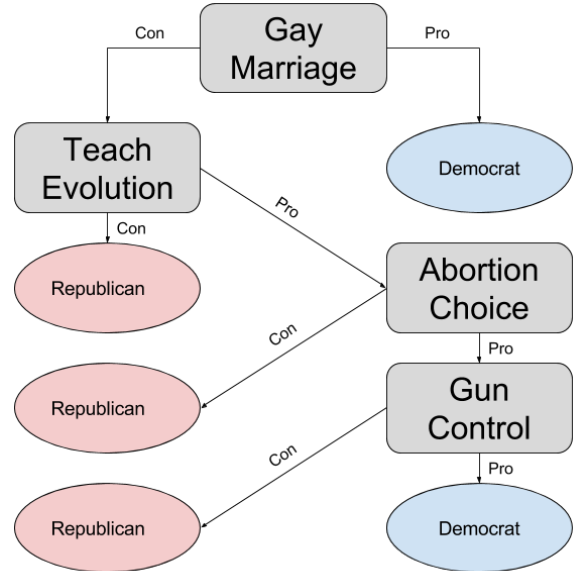 Con
Gay
Marriage
Pro
Teach
Evolution
Democrat
Con
Pro
Republican
Abortion
Choice
Con
Pro
Republican
Gun
Control
Con
Pro
Republican
Democrat